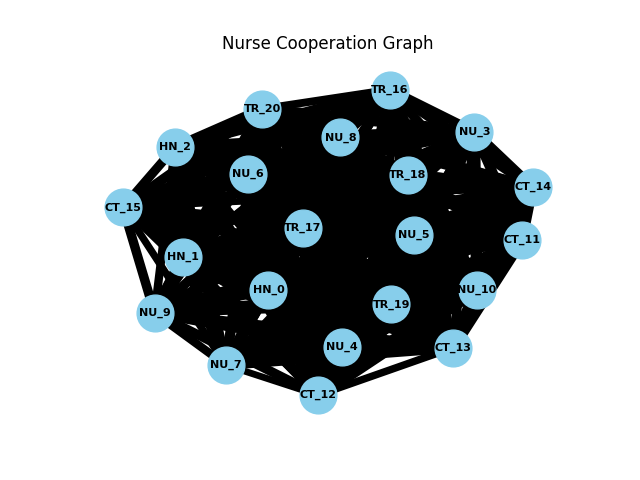 Nurse Cooperation Graph
TR_16
TR_20
NU_3
NU_8
HN_2
NU_6
TR_18
CT_14
CT_15
TR_17
NU_5
CT_11
HN_1
HN_0
NU_10
TR_19
NU_9
NU_4
CT_13
NU_7
CT_12